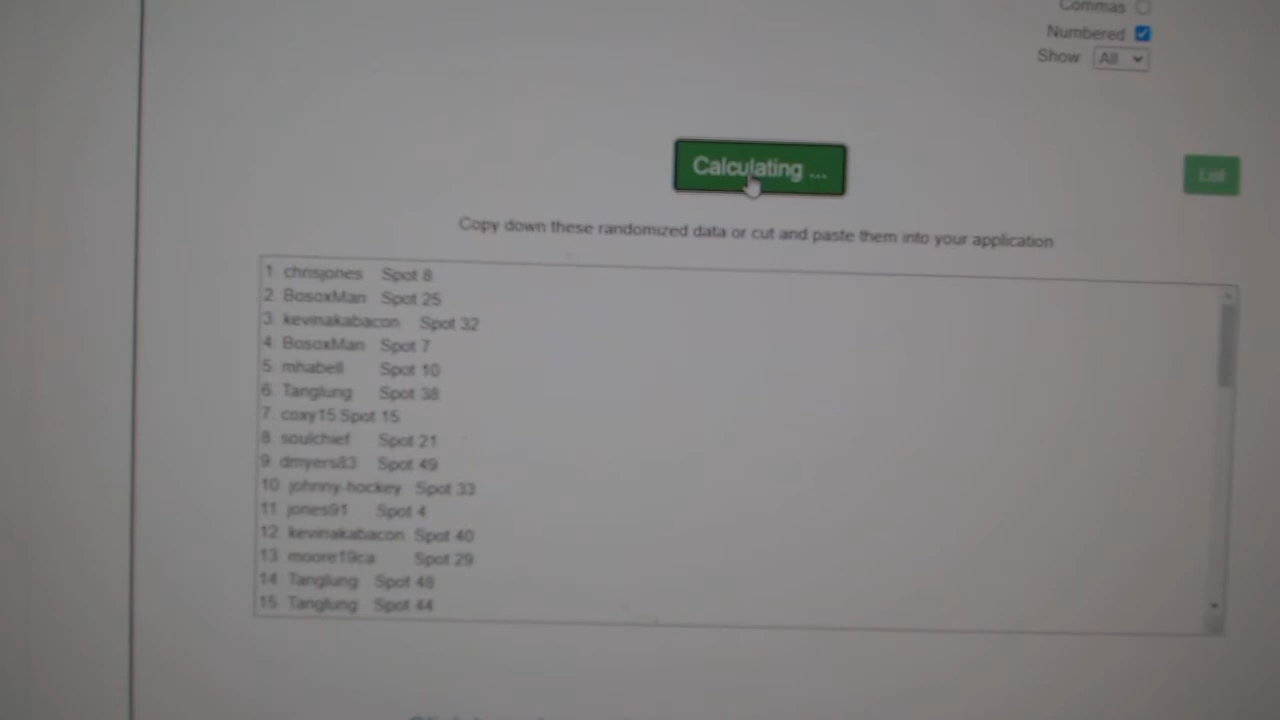 Commas
Numbered
Show All
Calculating ...
List
Copy down these randomized data or cut and paste them into your application
1. chrisjones Spot 8
2. BosoxMan Spot 25
3. kevinakabacon Spot 32
4. BosoxMan Spot 7
5. mhabell Spot 10
6. Tanglung Spot 38
7. coxy15 Spot 15
8. soulchief Spot 21
9. dmyers83 Spot 49
10. johnny-hockey Spot 33
11. jones91 Spot 4
12. kevinakabacon Spot 40
13. moore19ca Spot 29
14. Tanglung Spot 48
15. Tanglung Spot 44